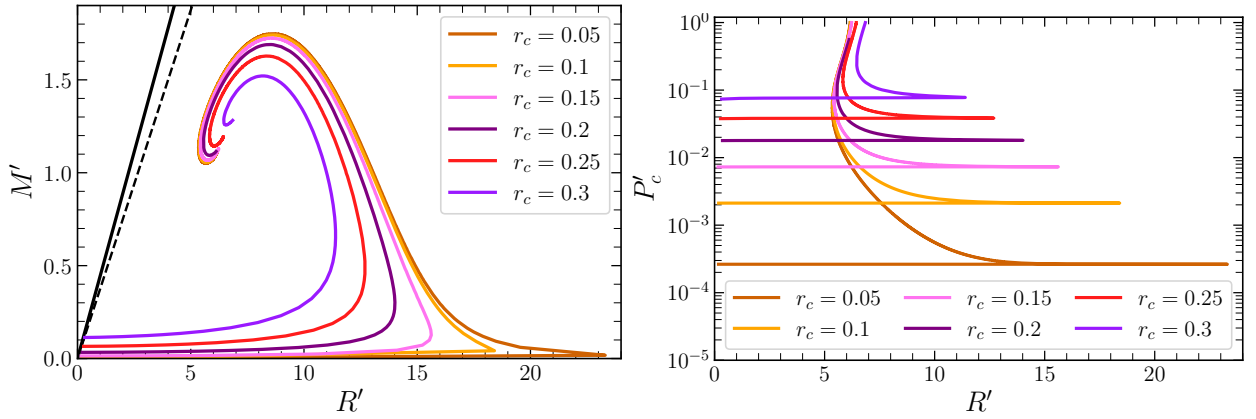 M′
0.0
0.5
1.0
1.5
0
5
10
15
20
R′
r_c = 0.05
r_c = 0.1
r_c = 0.15
r_c = 0.2
r_c = 0.25
r_c = 0.3
P′_c
10^0
10^−1
10^−2
10^−3
10^−4
10^−5
0
5
10
15
20
R′
r_c = 0.05 r_c = 0.15 r_c = 0.25
r_c = 0.1 r_c = 0.2 r_c = 0.3